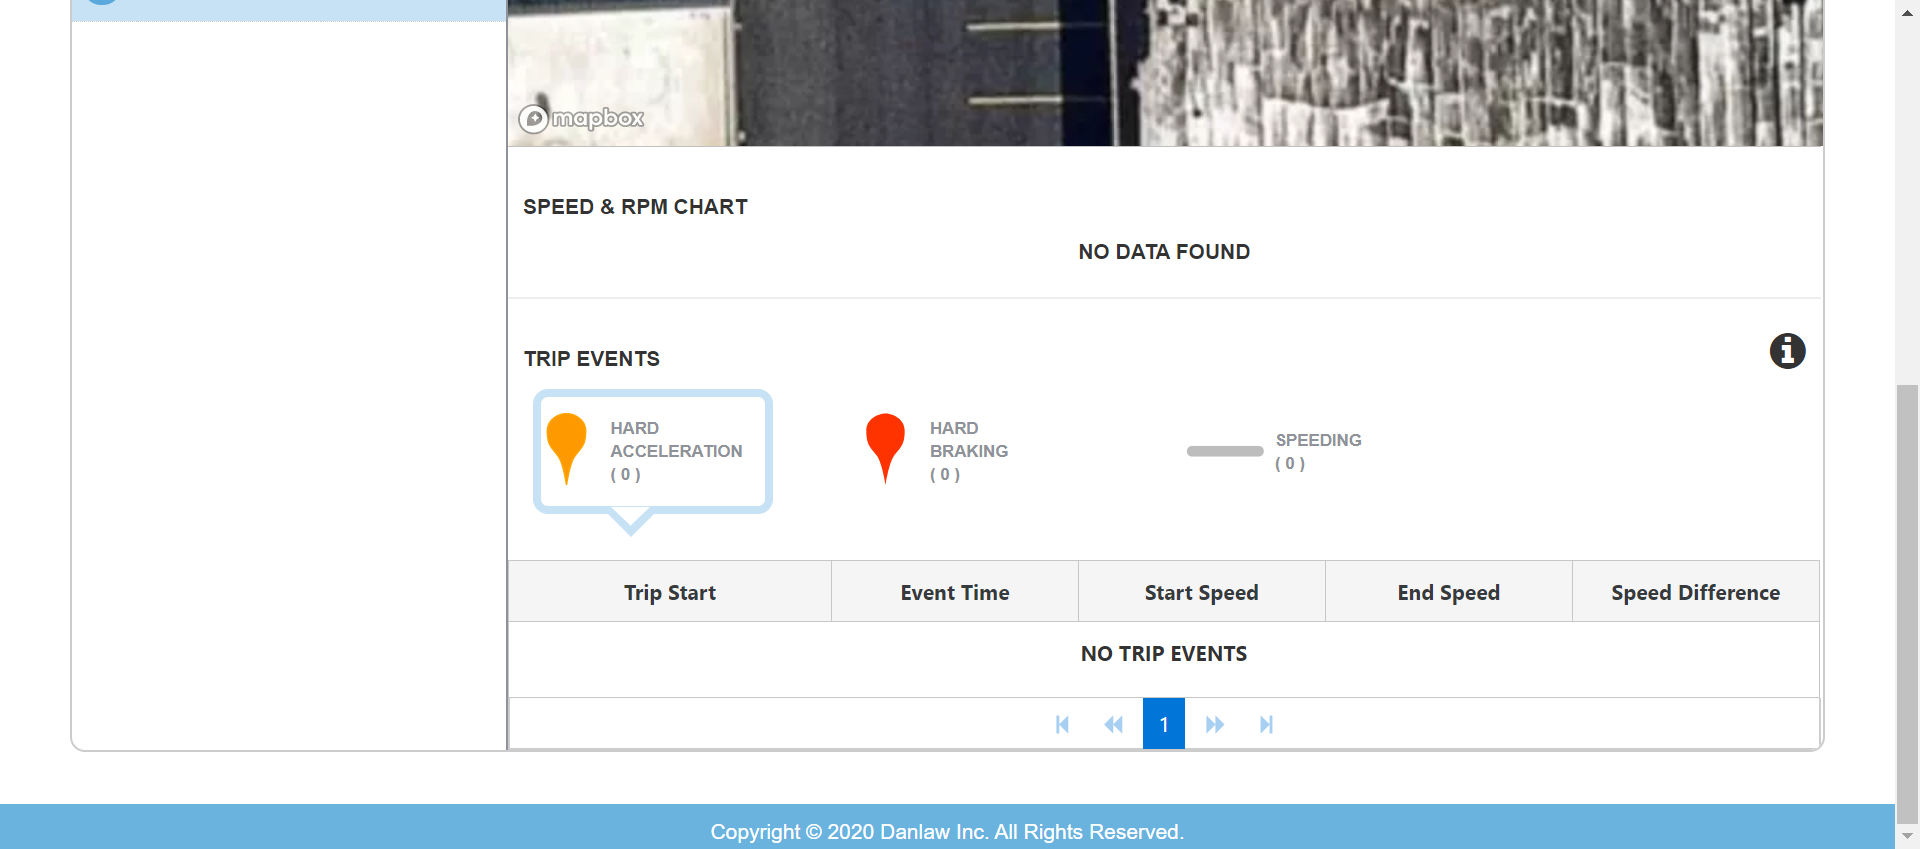 mapbox
SPEED & RPM CHART
NO DATA FOUND
TRIP EVENTS
HARD
ACCELERATION
( 0 )
HARD
BRAKING
( 0 )
SPEEDING
( 0 )
Trip Start Event Time Start Speed End Speed Speed Difference
NO TRIP EVENTS
1
Copyright © 2020 Danlaw Inc. All Rights Reserved.